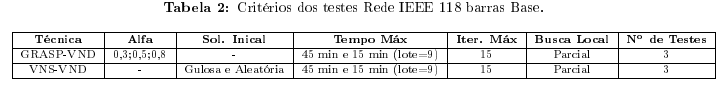 Tabela 2: Critérios dos testes Rede IEEE 118 barras Base.
Técnica Alfa Sol. Inical Tempo Máx Iter. Máx Busca Local Nº de Testes
GRASP-VND 0,3;0,5;0,8 - 45 min e 15 min (lote=9) 15 Parcial 3
VNS-VND - Gulosa e Aleatória 45 min e 15 min (lote=9) 15 Parcial 3